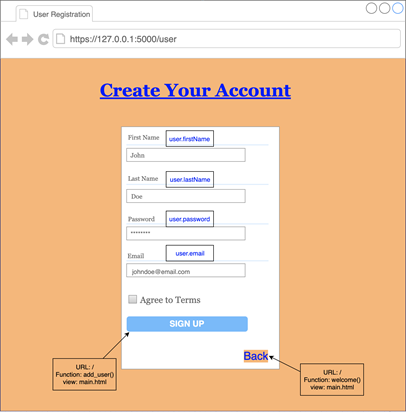 User Registration
https://127.0.0.1:5000/user
Create Your Account
First Name
user.firstName
John
Last Name
user.lastName
Doe
Password
user.password
********
Email
user.email
johndoe@email.com
Agree to Terms
SIGN UP
Back
URL: /
Function: add_user()
view: main.html
URL: /
Function: welcome()
view: main.html